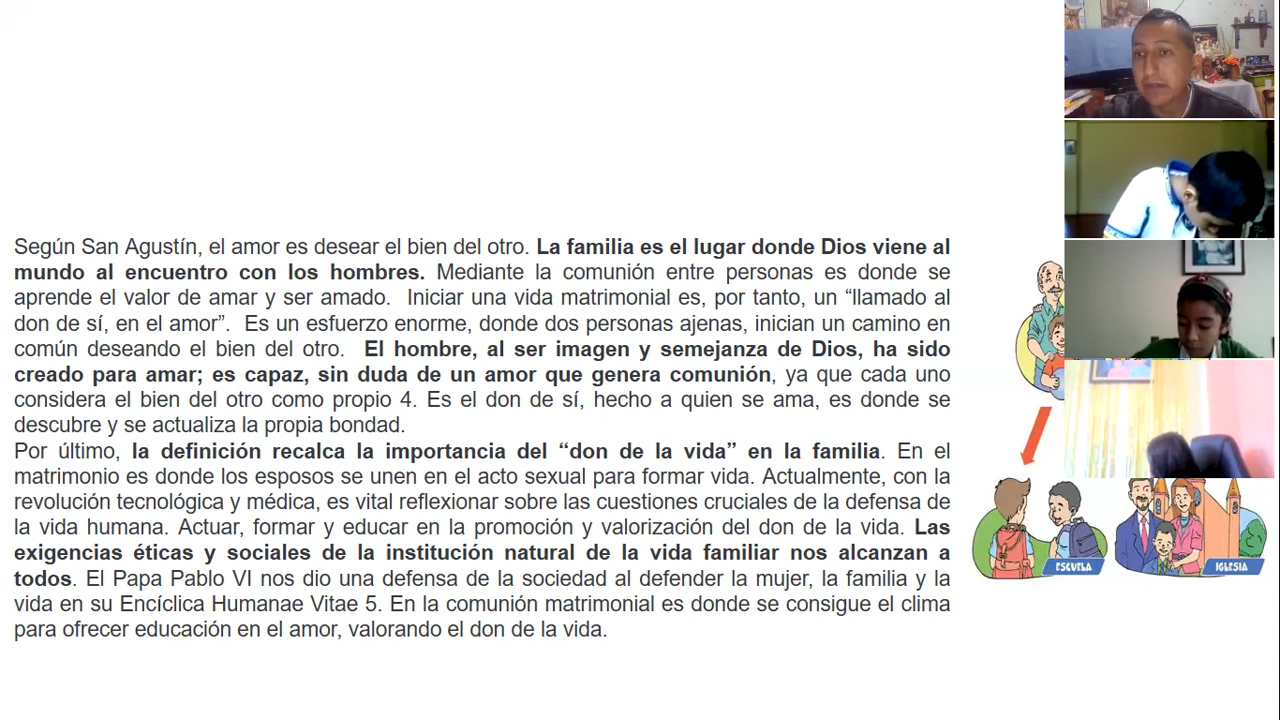 Según San Agustín, el amor es desear el bien del otro. La familia es el lugar donde Dios viene al
mundo al encuentro con los hombres. Mediante la comunión entre personas es donde se
aprende el valor de amar y ser amado. Iniciar una vida matrimonial es, por tanto, un “llamado al
don de sí, en el amor”. Es un esfuerzo enorme, donde dos personas ajenas, inician un camino en
común deseando el bien del otro. El hombre, al ser imagen y semejanza de Dios, ha sido
creado para amar; es capaz, sin duda de un amor que genera comunión, ya que cada uno
considera el bien del otro como propio 4. Es el don de sí, hecho a quien se ama, es donde se
descubre y se actualiza la propia bondad.
Por último, la definición recalca la importancia del “don de la vida” en la familia. En el
matrimonio es donde los esposos se unen en el acto sexual para formar vida. Actualmente, con la
revolución tecnológica y médica, es vital reflexionar sobre las cuestiones cruciales de la defensa de
la vida humana. Actuar, formar y educar en la promoción y valorización del don de la vida. Las
exigencias éticas y sociales de la institución natural de la vida familiar nos alcanzan a
todos. El Papa Pablo VI nos dio una defensa de la sociedad al defender la mujer, la familia y la
vida en su Encíclica Humanae Vitae 5. En la comunión matrimonial es donde se consigue el clima
para ofrecer educación en el amor, valorando el don de la vida.
ESCUELA
IGLESIA